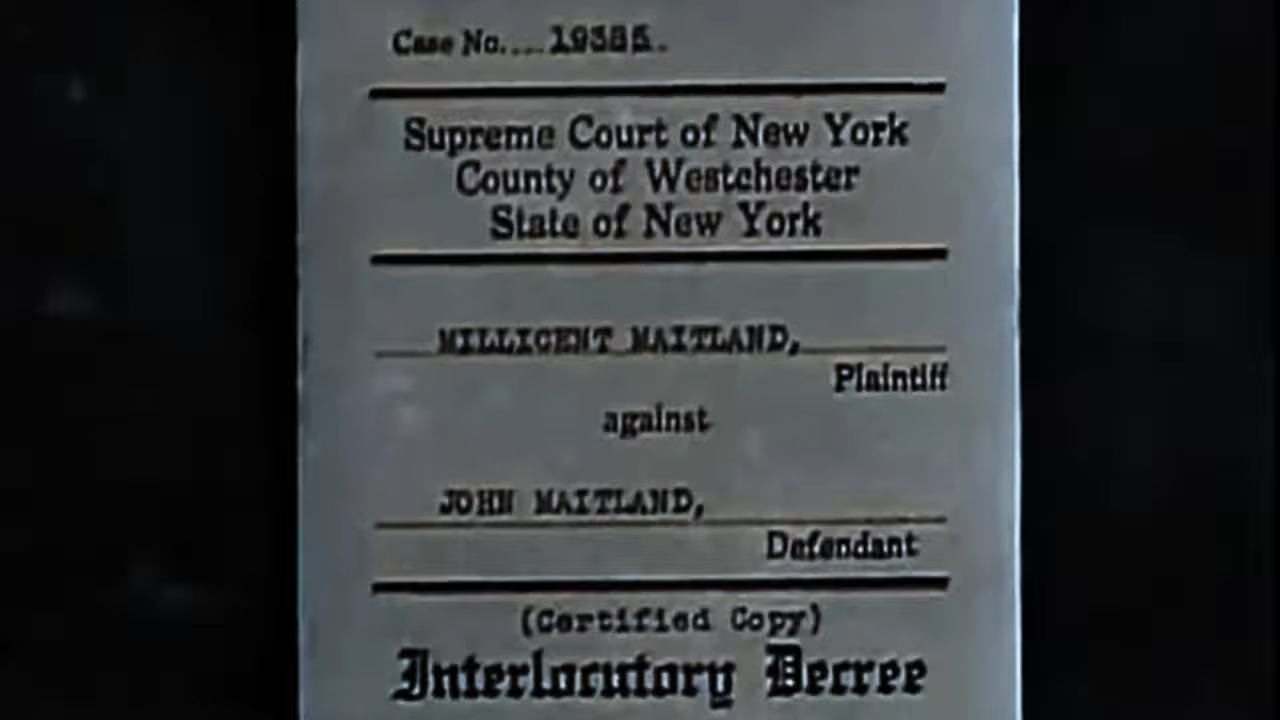 Case No....19385.
Supreme Court of New York
County of Westchester
State of New York
MILLICENT MAITLAND,
Plaintiff
against
JOHN MAITLAND,
Defendant
(Certified Copy)
Interlocutory Decree